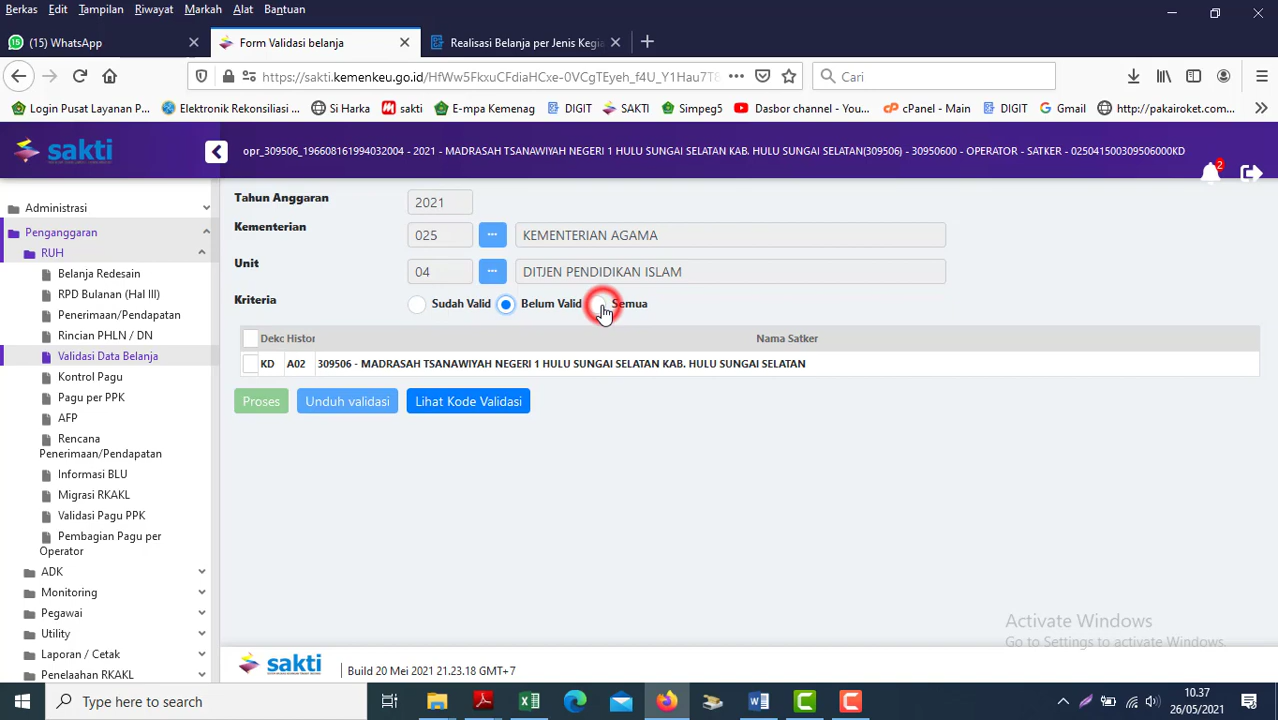 Berkas Edit Tampilan Riwayat Markah Alat Bantuan
(15) WhatsApp
Form Validasi belanja
Realisasi Belanja per Jenis Kegia
https://sakti.kemenkeu.go.id/HfWw5FkxuCFdiaHCxe-0VCgTEyeh_f4U_Y1Hau7T8
Cari
Login Pusat Layanan P... Elektronik Rekonsiliasi ... Si Harka sakti E-mpa Kemenag DIGIT SAKTI Simpeg5 Dasbor channel - You... cPanel - Main DIGIT Gmail http://pakairoket.com...
sakti
opr_309506_196608161994032004 - 2021 - MADRASAH TSANAWIYAH NEGERI 1 HULU SUNGAI SELATAN KAB. HULU SUNGAI SELATAN(309506) - 30950600 - OPERATOR - SATKER - 025041500309506000KD
2
Administrasi
Penganggaran
RUH
Belanja Redesain
RPD Bulanan (Hal III)
Penerimaan/Pendapatan
Rincian PHLN / DN
Validasi Data Belanja
Kontrol Pagu
Pagu per PPK
AFP
Rencana
Penerimaan/Pendapatan
Informasi BLU
Migrasi RKAKL
Validasi Pagu PPK
Pembagian Pagu per
Operator
ADK
Monitoring
Pegawai
Utility
Laporan / Cetak
Penelaahan RKAKL
Tahun Anggaran 2021
Kementerian 025 ... KEMENTERIAN AGAMA
Unit 04 ... DITJEN PENDIDIKAN ISLAM
Kriteria Sudah Valid Belum Valid Semua
Dekc Histor Nama Satker
KD A02 309506 - MADRASAH TSANAWIYAH NEGERI 1 HULU SUNGAI SELATAN KAB. HULU SUNGAI SELATAN
Proses Unduh validasi Lihat Kode Validasi
Activate Windows
Go to Settings to activate Windows.
sakti
Build 20 Mei 2021 21.23.18 GMT+7
Type here to search
10.37
26/05/2021